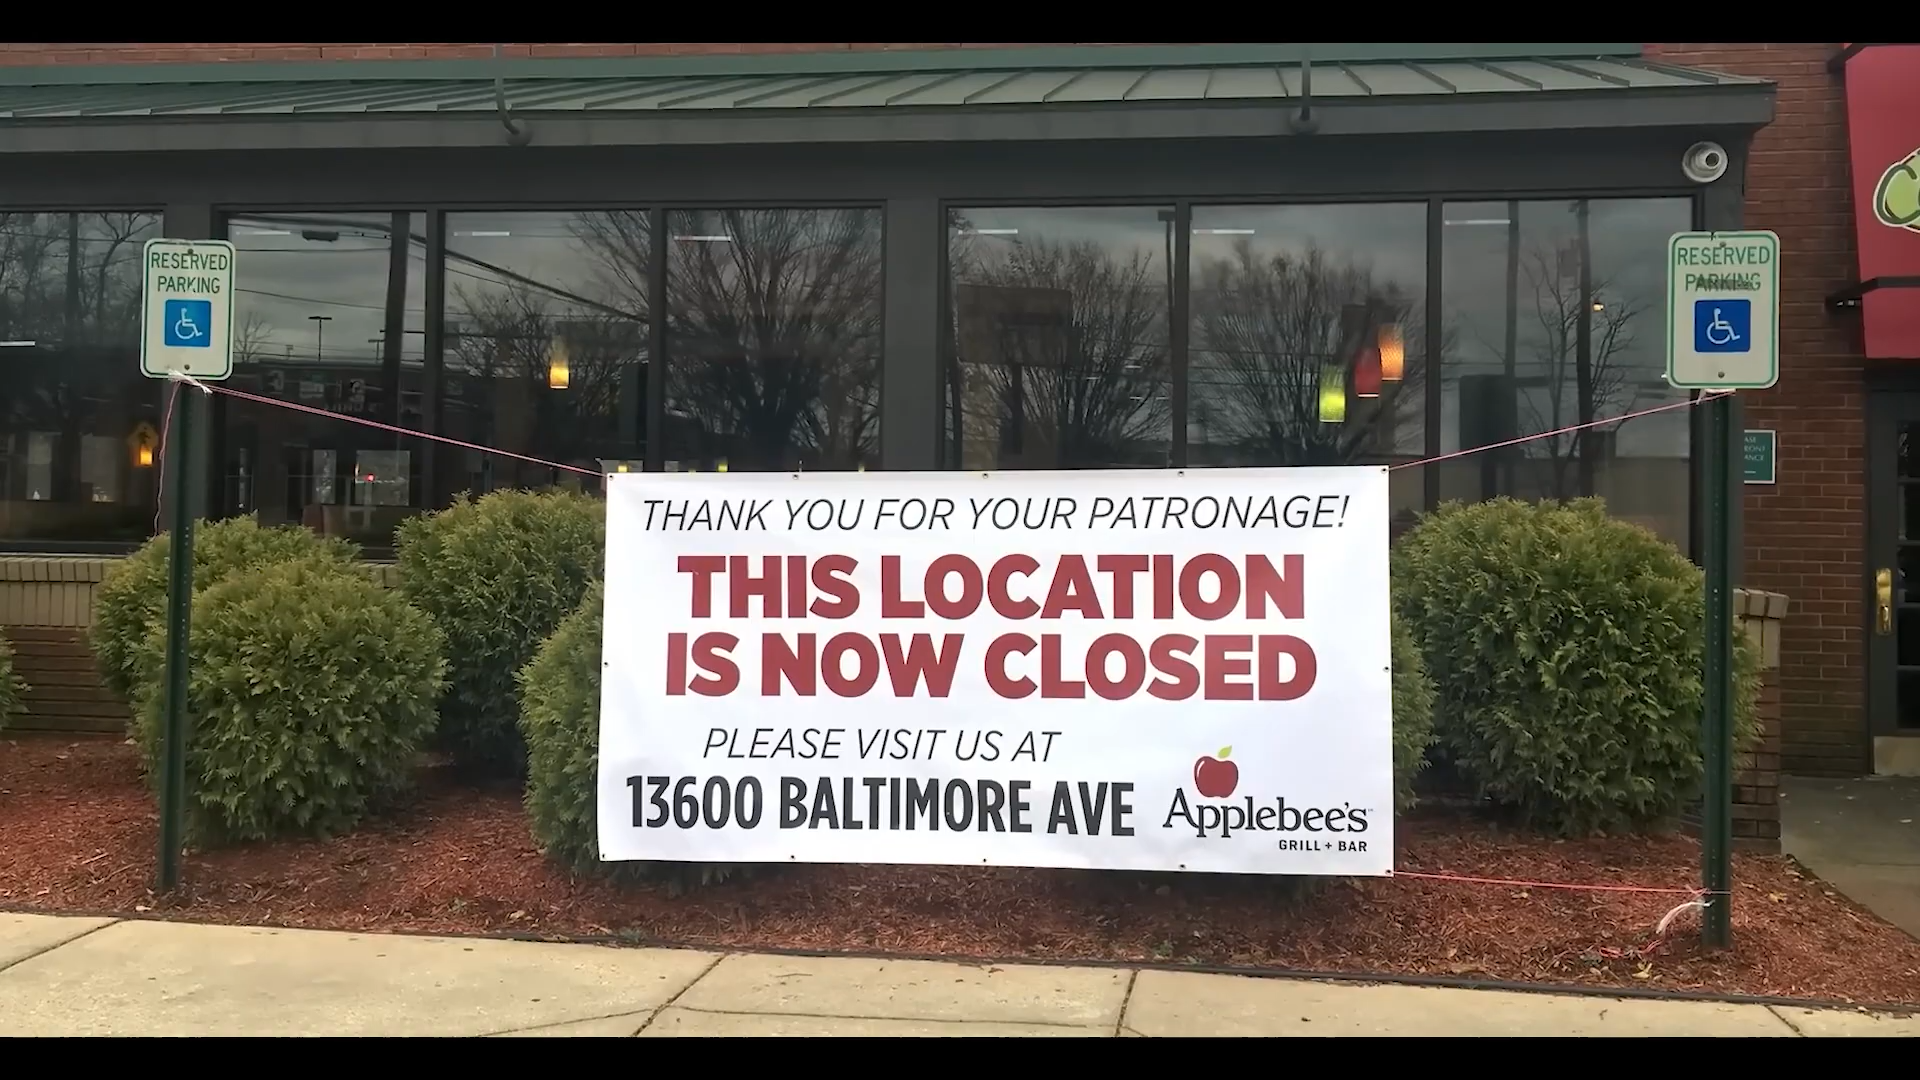 RESERVED
PARKING
RESERVED
PARKING
THANK YOU FOR YOUR PATRONAGE!
THIS LOCATION
IS NOW CLOSED
PLEASE VISIT US AT
13600 BALTIMORE AVE
Applebee's
GRILL + BAR